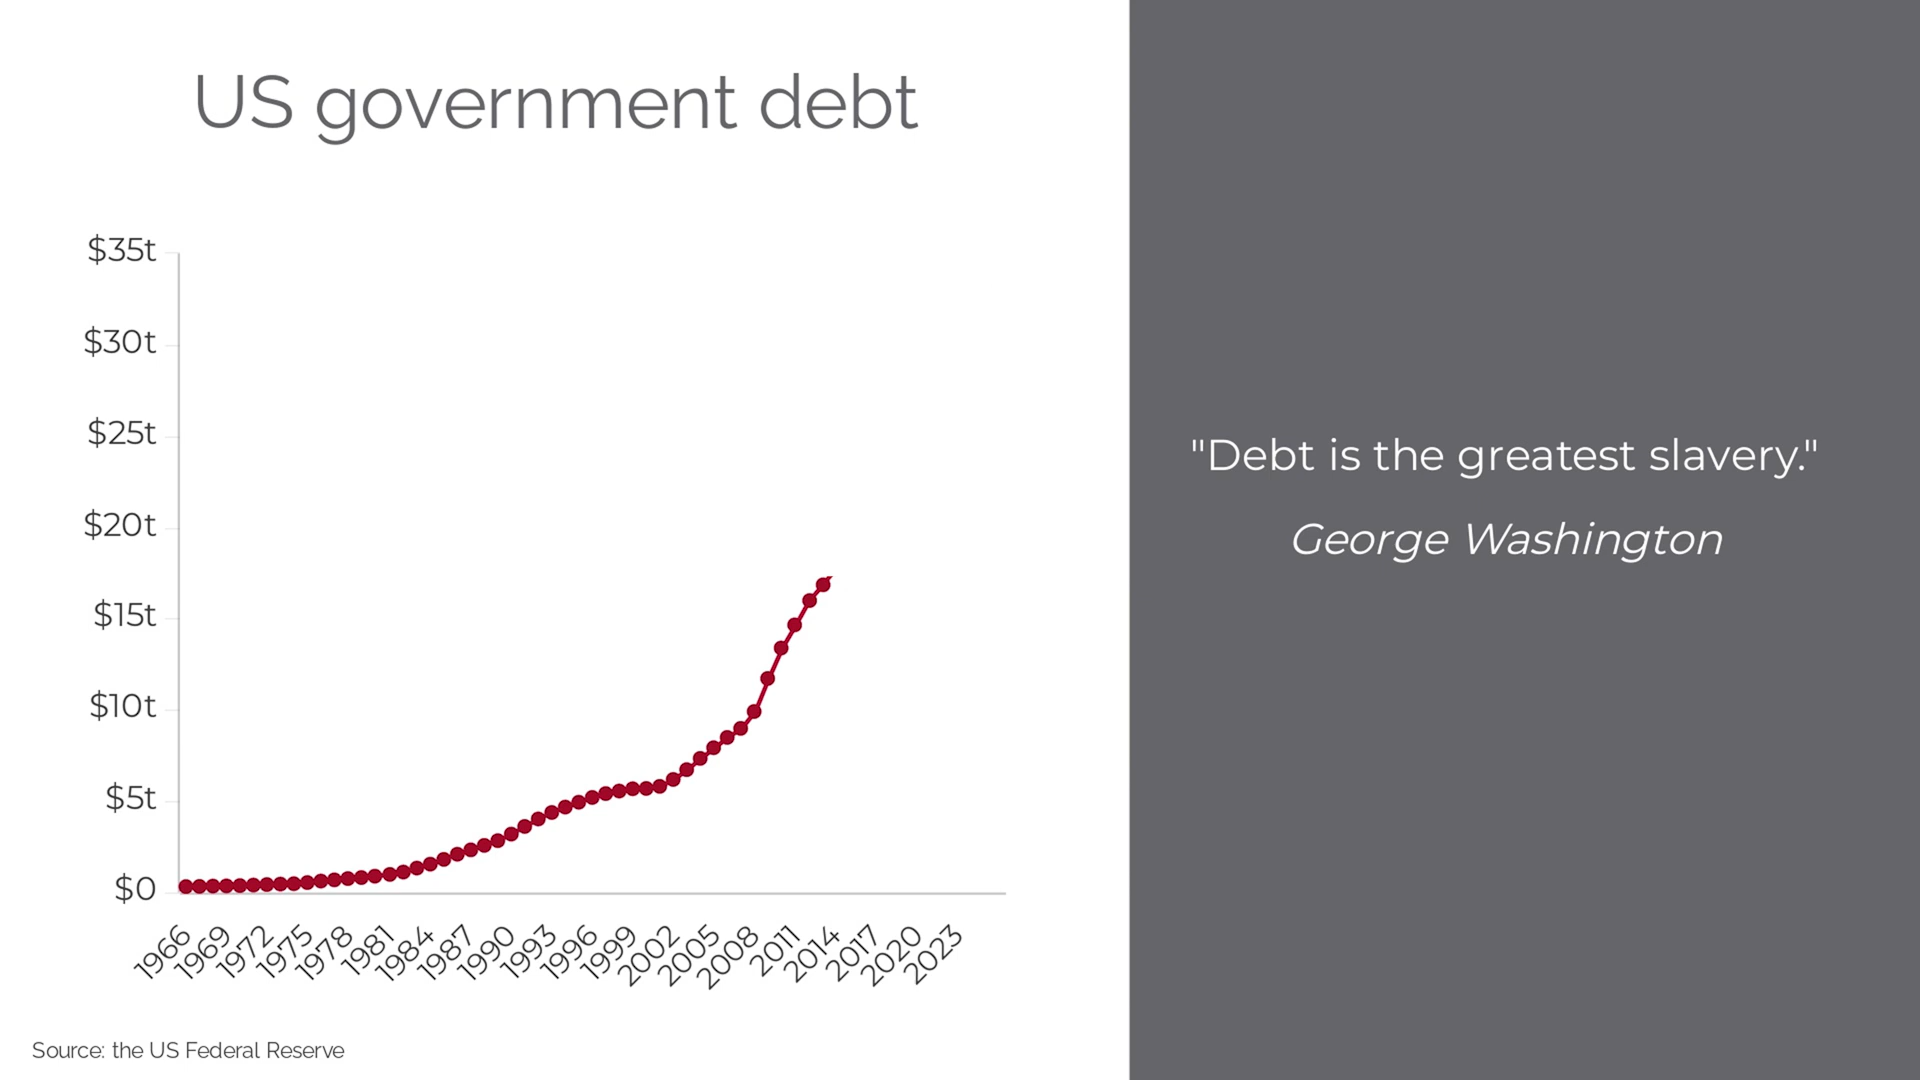 US government debt
$35t
$30t
$25t
$20t
$15t
$10t
$5t
$0
1966
1969
1972
1975
1978
1981
1984
1987
1990
1993
1996
1999
2002
2005
2008
2011
2014
2017
2020
2023
Source: the US Federal Reserve
"Debt is the greatest slavery."
George Washington